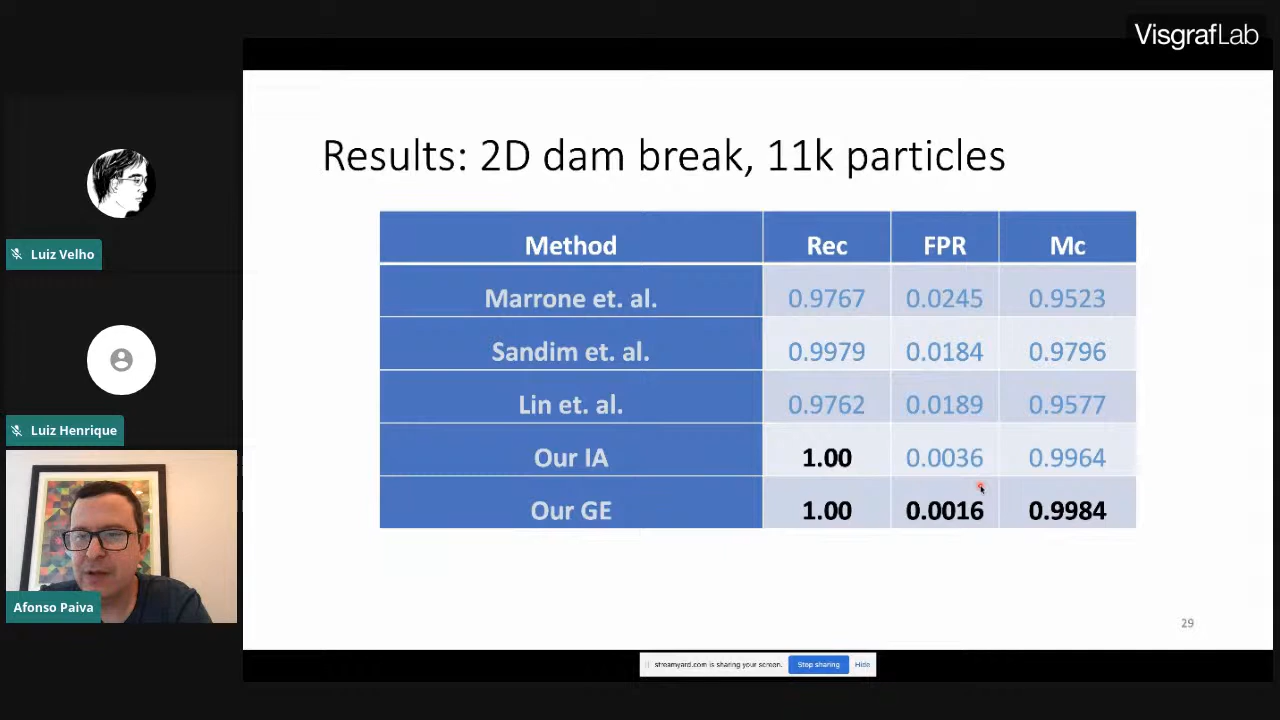 VisgrafLab
Luiz Velho
Luiz Henrique
Afonso Paiva
Results: 2D dam break, 11k particles
Method Rec FPR Mc
Marrone et. al. 0.9767 0.0245 0.9523
Sandim et. al. 0.9979 0.0184 0.9796
Lin et. al. 0.9762 0.0189 0.9577
Our IA 1.00 0.0036 0.9964
Our GE 1.00 0.0016 0.9984
29
streamyard.com is sharing your screen. Stop sharing Hide